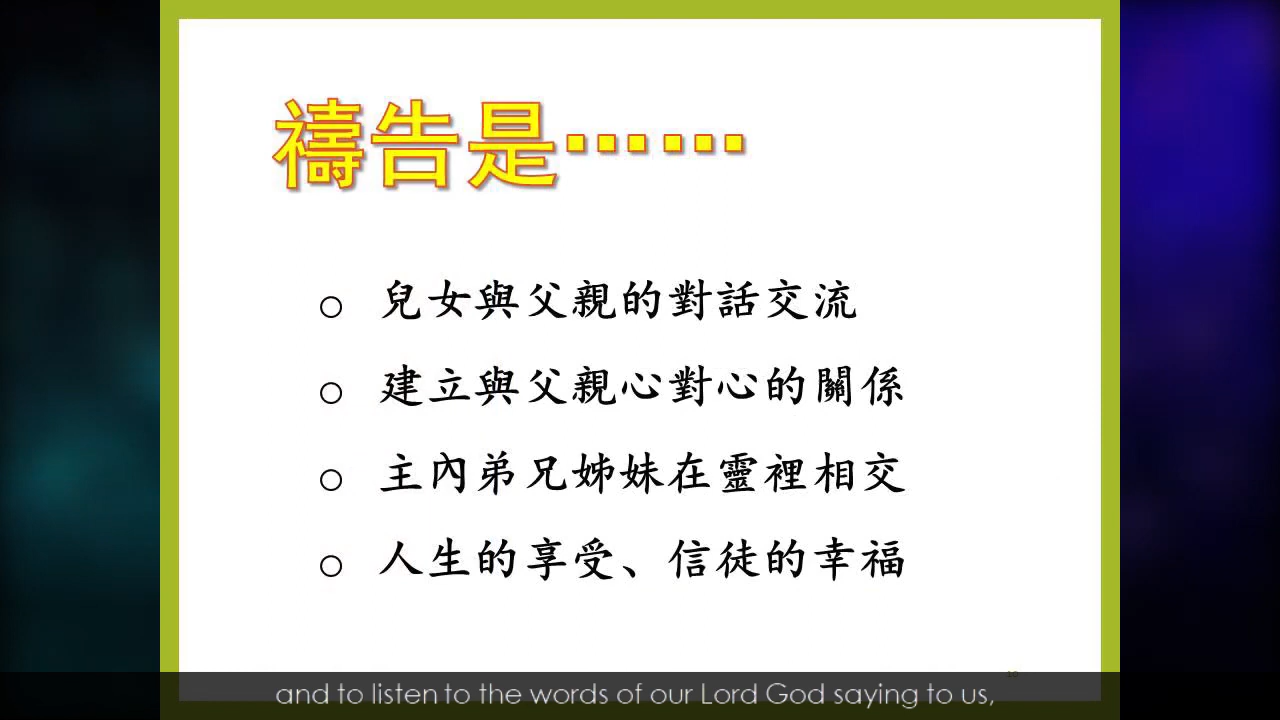 禱告是……
○ 兒女與父親的對話交流
○ 建立與父親心對心的關係
○ 主內弟兄姊妹在靈裡相交
○ 人生的享受、信徒的幸福
and to listen to the words of our Lord God saying to us,